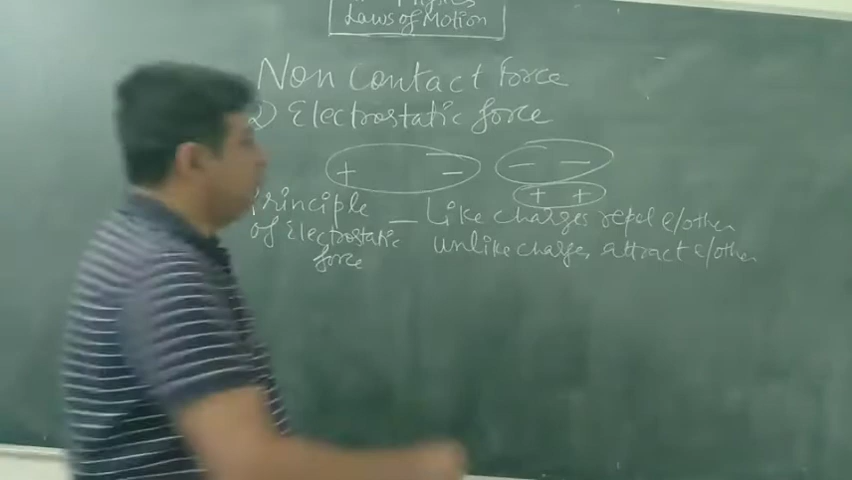 Physics
Laws of Motion
Non Contact Force
2) Electrostatic force
+ − − −
+ +
Principle — Like charges repel e/other
of Electrostatic unlike charges attract e/other
force